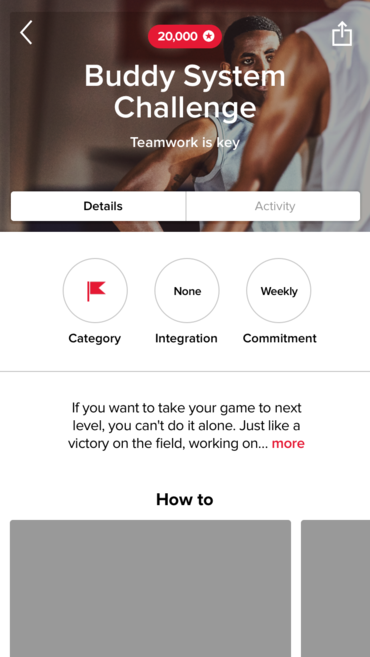 20,000
Buddy System
Challenge
Teamwork is key
Details
Activity
None
Weekly
Category
Integration
Commitment
If you want to take your game to next
level, you can't do it alone. Just like a
victory on the field, working on... more
How to